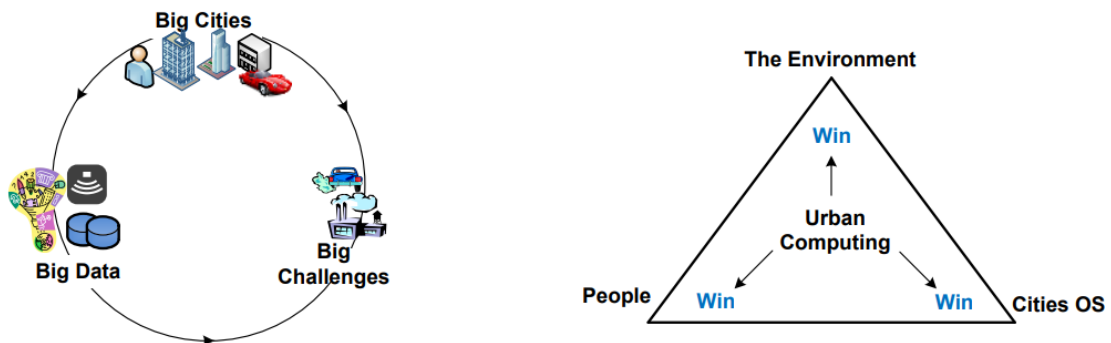 Big Cities
Big Data
Big
Challenges
The Environment
Win
Urban
Computing
People
Win
Win
Cities OS